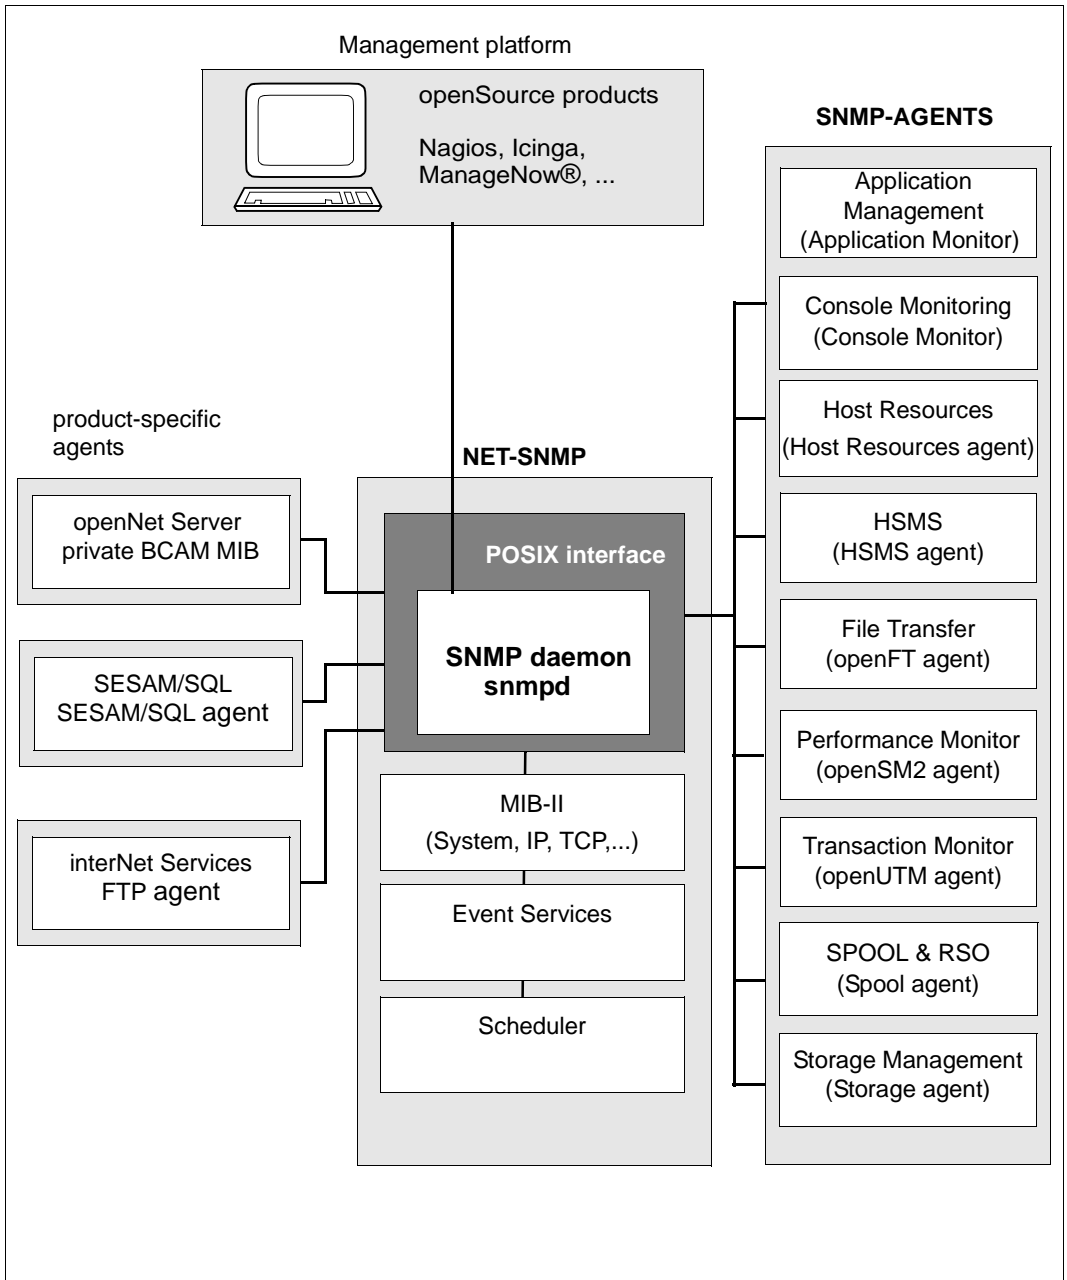 Management platform
openSource products
Nagios, Icinga,
ManageNow®, ...
SNMP-AGENTS
Application
Management
(Application Monitor)
Console Monitoring
(Console Monitor)
Host Resources
(Host Resources agent)
HSMS
(HSMS agent)
File Transfer
(openFT agent)
Performance Monitor
(openSM2 agent)
Transaction Monitor
(openUTM agent)
SPOOL & RSO
(Spool agent)
Storage Management
(Storage agent)
product-specific
agents
openNet Server
private BCAM MIB
SESAM/SQL
SESAM/SQL agent
interNet Services
FTP agent
NET-SNMP
POSIX interface
SNMP daemon
snmpd
MIB-II
(System, IP, TCP,...)
Event Services
Scheduler